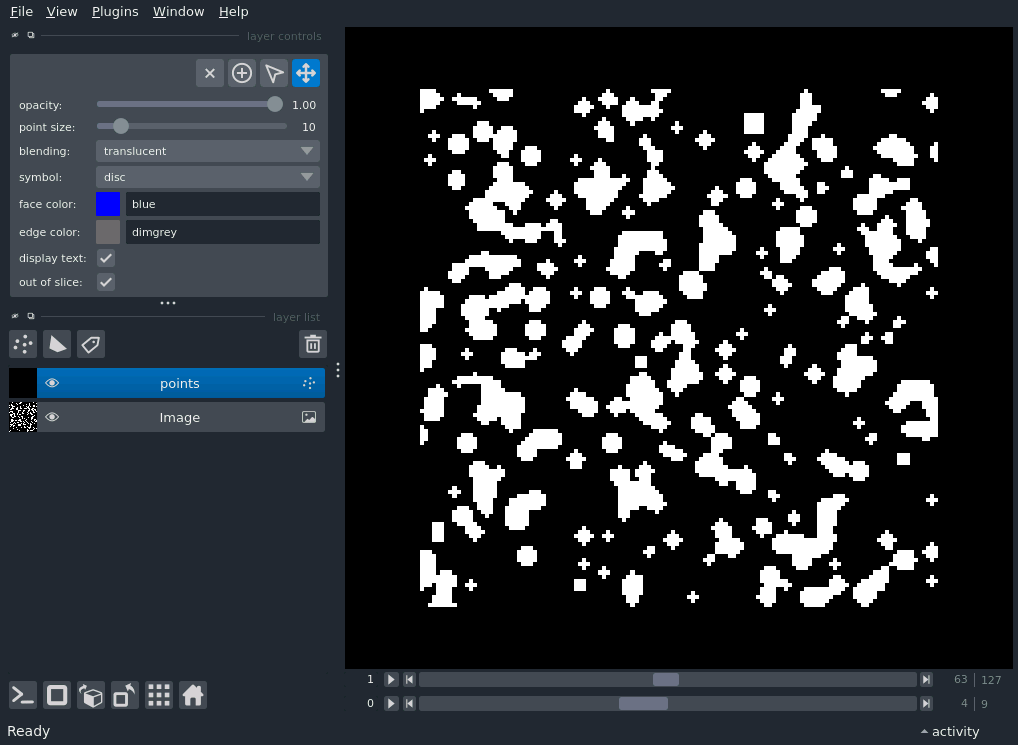 File View Plugins Window Help
layer controls
opacity: 1.00
point size: 10
blending: translucent
symbol: disc
face color: blue
edge color: dimgrey
display text:
out of slice:
layer list
points
Image
1 63 127
0 4 9
Ready activity